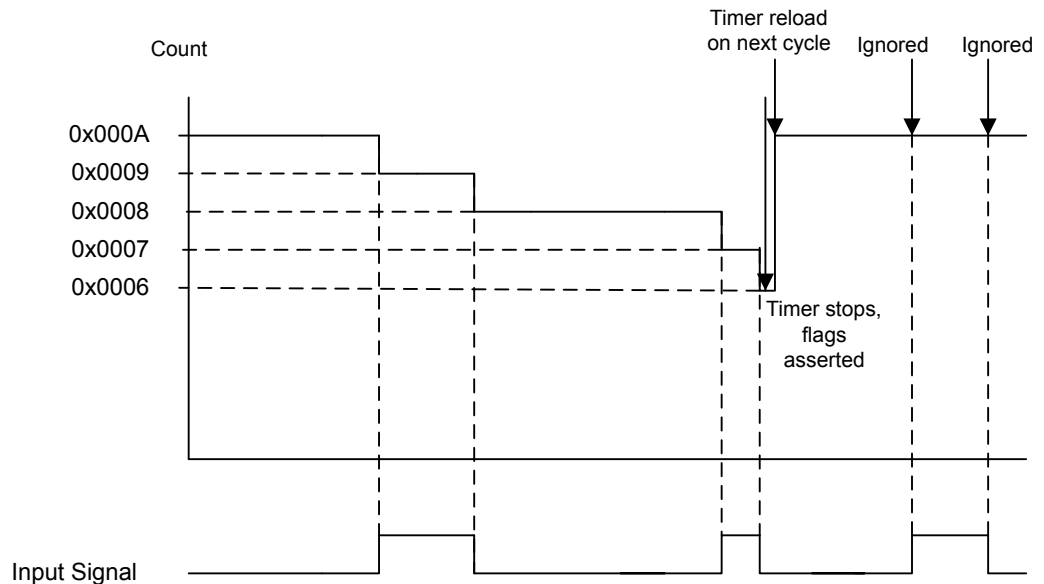 Timer reload
on next cycle
Ignored
Ignored
Count
0x000A
0x0009
0x0008
0x0007
0x0006
Timer stops,
flags
asserted
Input Signal